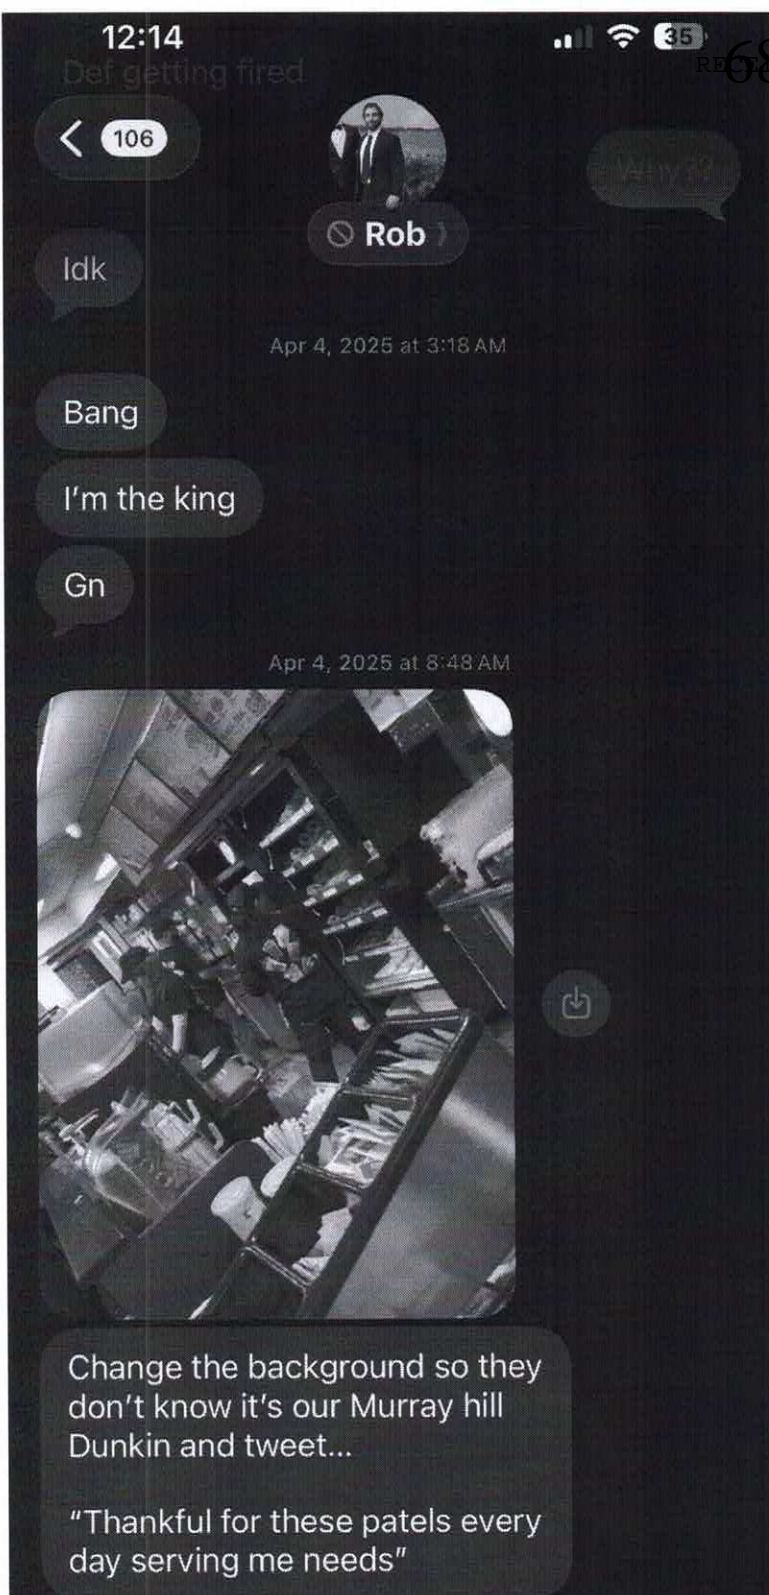 12:14
35
Def getting fired
106
Why??
Rob
Idk
Apr 4, 2025 at 3:18 AM
Bang
I'm the king
Gn
Apr 4, 2025 at 8:48 AM
Change the background so they
don't know it's our Murray hill
Dunkin and tweet...
"Thankful for these patels every
day serving me needs"